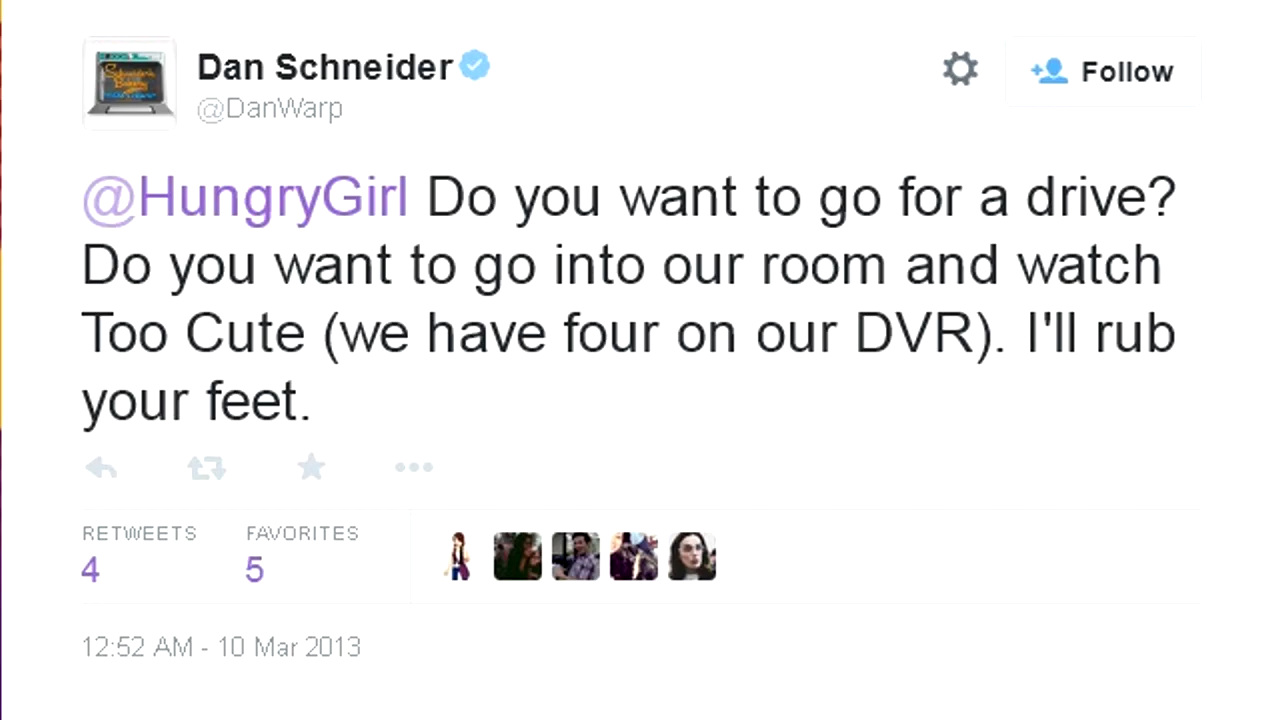 Dan Schneider
@DanWarp
Follow
@HungryGirl Do you want to go for a drive?
Do you want to go into our room and watch
Too Cute (we have four on our DVR). I'll rub
your feet.
RETWEETS FAVORITES
4 5
12:52 AM - 10 Mar 2013